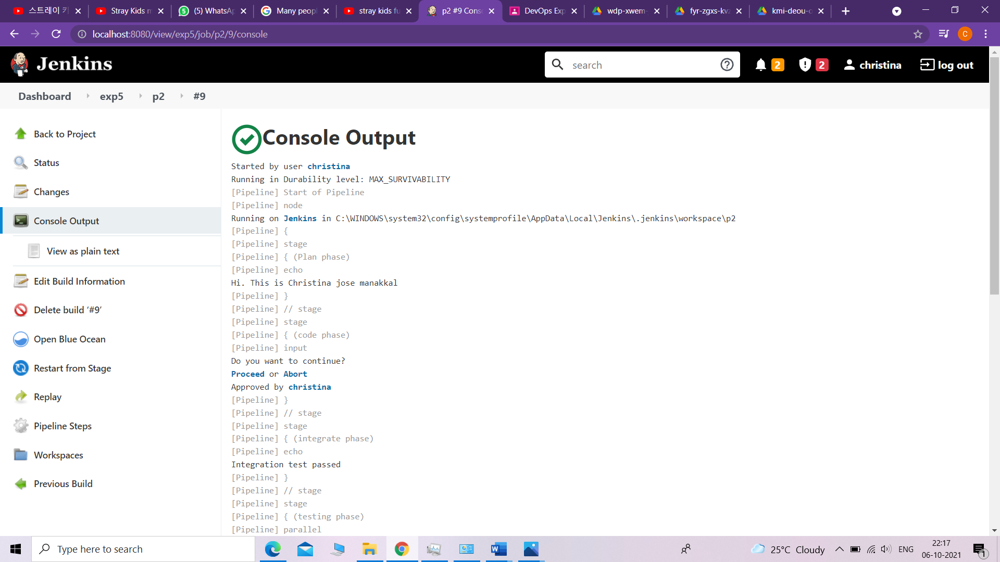 스트레이 키
Stray Kids m
(5) WhatsAp
Many peopl
stray kids fu
p2 #9 Cons
DevOps Exp
wdp-xwem-
fyr-zgxs-kvz
kmi-deou-o
localhost:8080/view/exp5/job/p2/9/console
C
Jenkins
search
2
2
christina
log out
Dashboard
exp5
p2
#9
Back to Project
Status
Changes
Console Output
View as plain text
Edit Build Information
Delete build ‘#9’
Open Blue Ocean
Restart from Stage
Replay
Pipeline Steps
Workspaces
Previous Build
Console Output
Started by user christina
Running in Durability level: MAX_SURVIVABILITY
[Pipeline] Start of Pipeline
[Pipeline] node
Running on Jenkins in C:\WINDOWS\system32\config\systemprofile\AppData\Local\Jenkins\.jenkins\workspace\p2
[Pipeline] {
[Pipeline] stage
[Pipeline] { (Plan phase)
[Pipeline] echo
Hi. This is Christina jose manakkal
[Pipeline] }
[Pipeline] // stage
[Pipeline] stage
[Pipeline] { (code phase)
[Pipeline] input
Do you want to continue?
Proceed or Abort
Approved by christina
[Pipeline] }
[Pipeline] // stage
[Pipeline] stage
[Pipeline] { (integrate phase)
[Pipeline] echo
Integration test passed
[Pipeline] }
[Pipeline] // stage
[Pipeline] stage
[Pipeline] { (testing phase)
[Pipeline] parallel
Type here to search
25°C Cloudy
ENG
22:17
06-10-2021
1